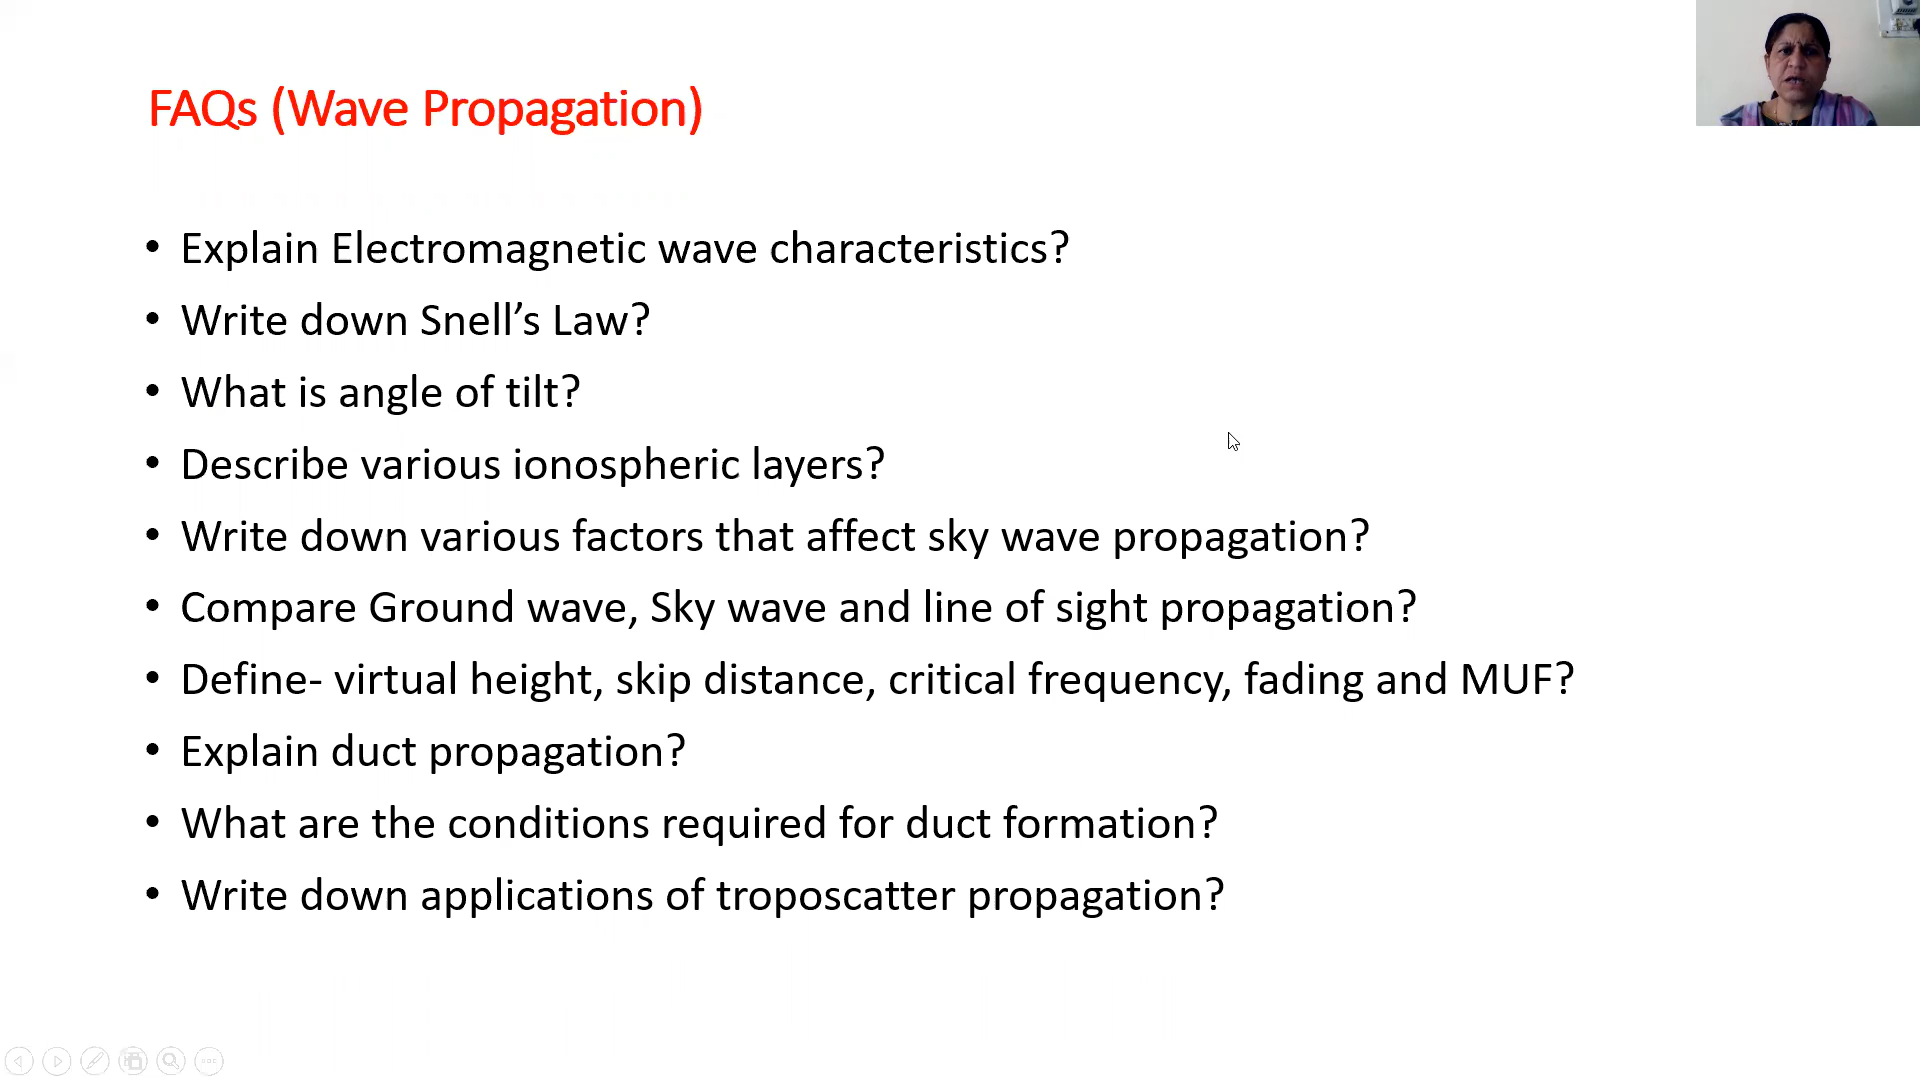 FAQs (Wave Propagation)
• Explain Electromagnetic wave characteristics?
• Write down Snell’s Law?
• What is angle of tilt?
• Describe various ionospheric layers?
• Write down various factors that affect sky wave propagation?
• Compare Ground wave, Sky wave and line of sight propagation?
• Define- virtual height, skip distance, critical frequency, fading and MUF?
• Explain duct propagation?
• What are the conditions required for duct formation?
• Write down applications of troposcatter propagation?